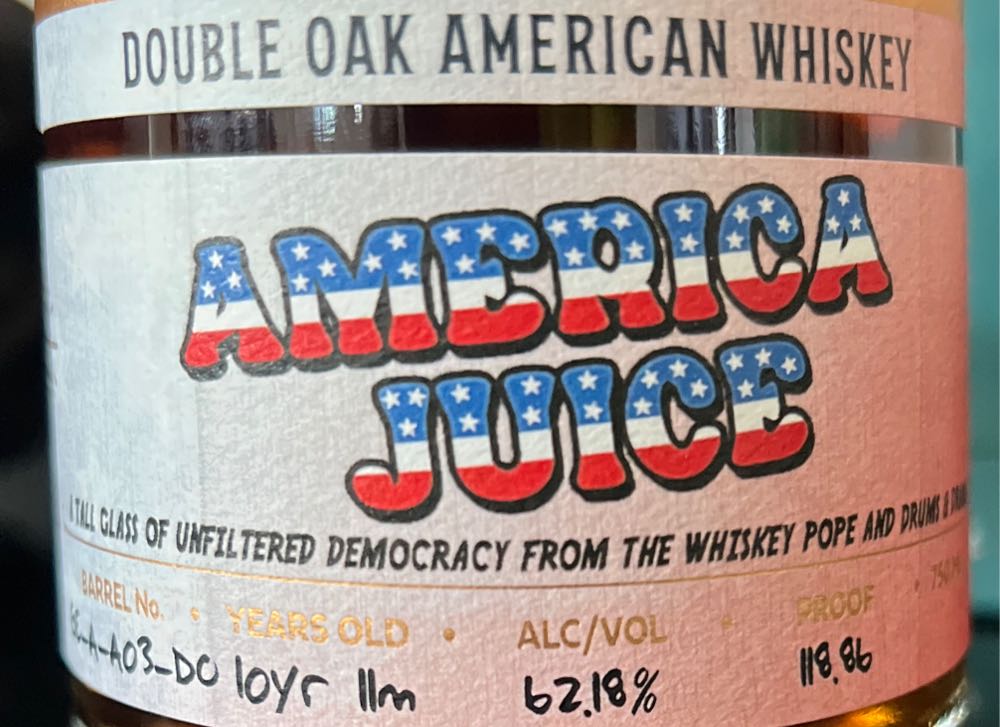 DOUBLE OAK AMERICAN WHISKEY
AMERICA
JUICE
TALL GLASS OF UNFILTERED DEMOCRACY FROM THE WHISKEY POPE AND DRUMS &
BARREL No. • YEARS OLD • ALC/VOL • PROOF •
10yr 11m 62.18% 118.86